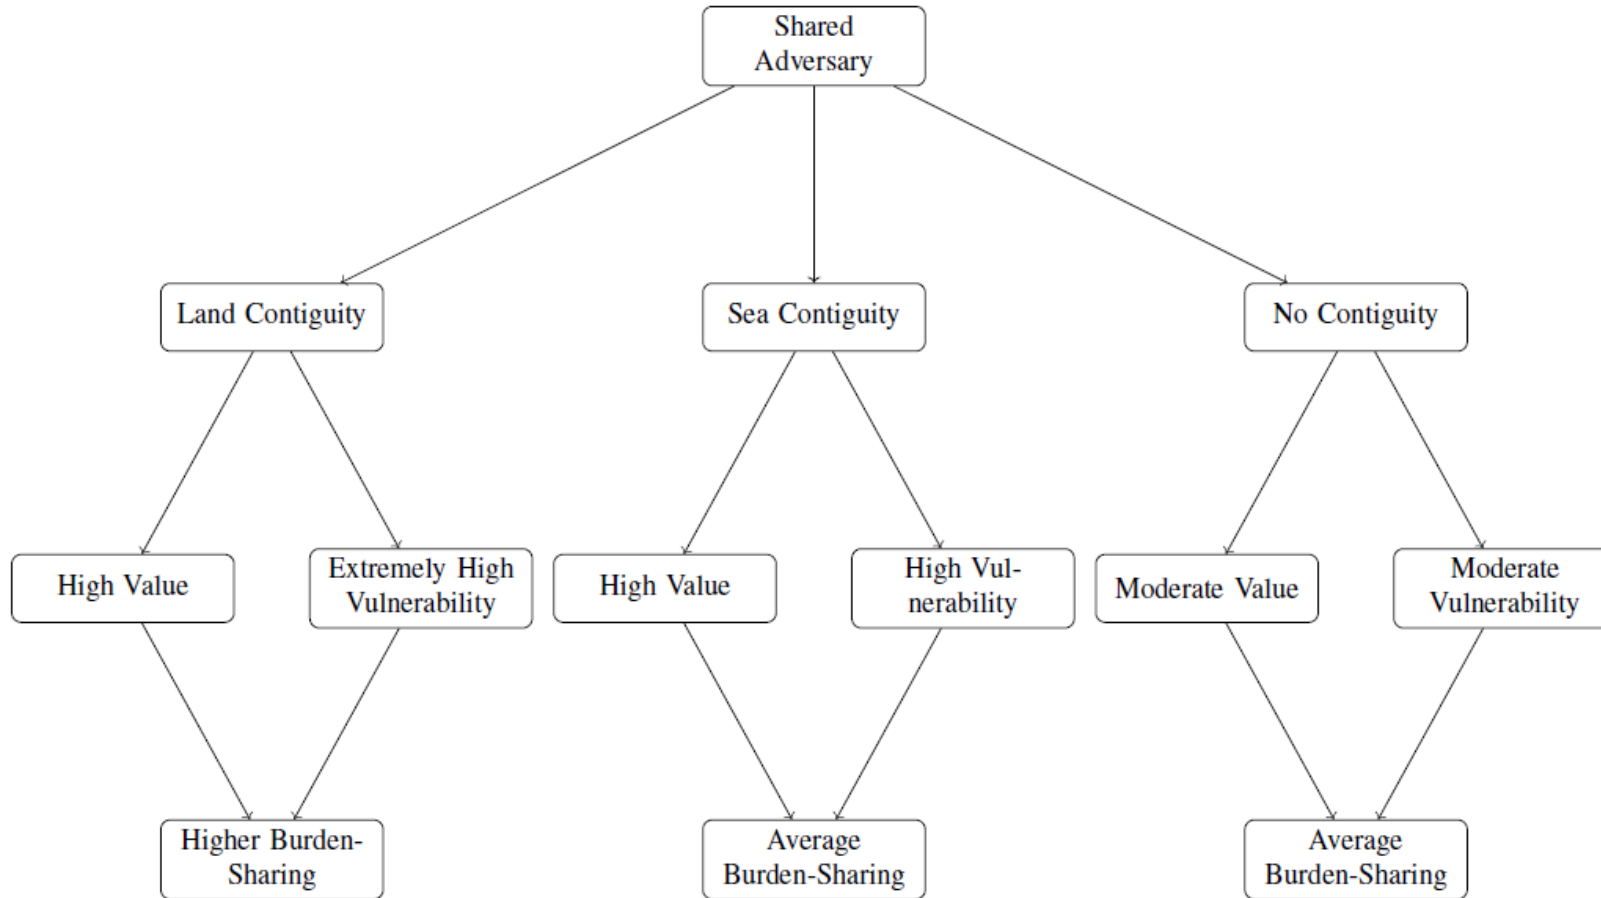 Shared
Adversary
Land Contiguity
Sea Contiguity
No Contiguity
High Value
Extremely High
Vulnerability
High Value
High Vul-
nerability
Moderate Value
Moderate
Vulnerability
Higher Burden-
Sharing
Average
Burden-Sharing
Average
Burden-Sharing